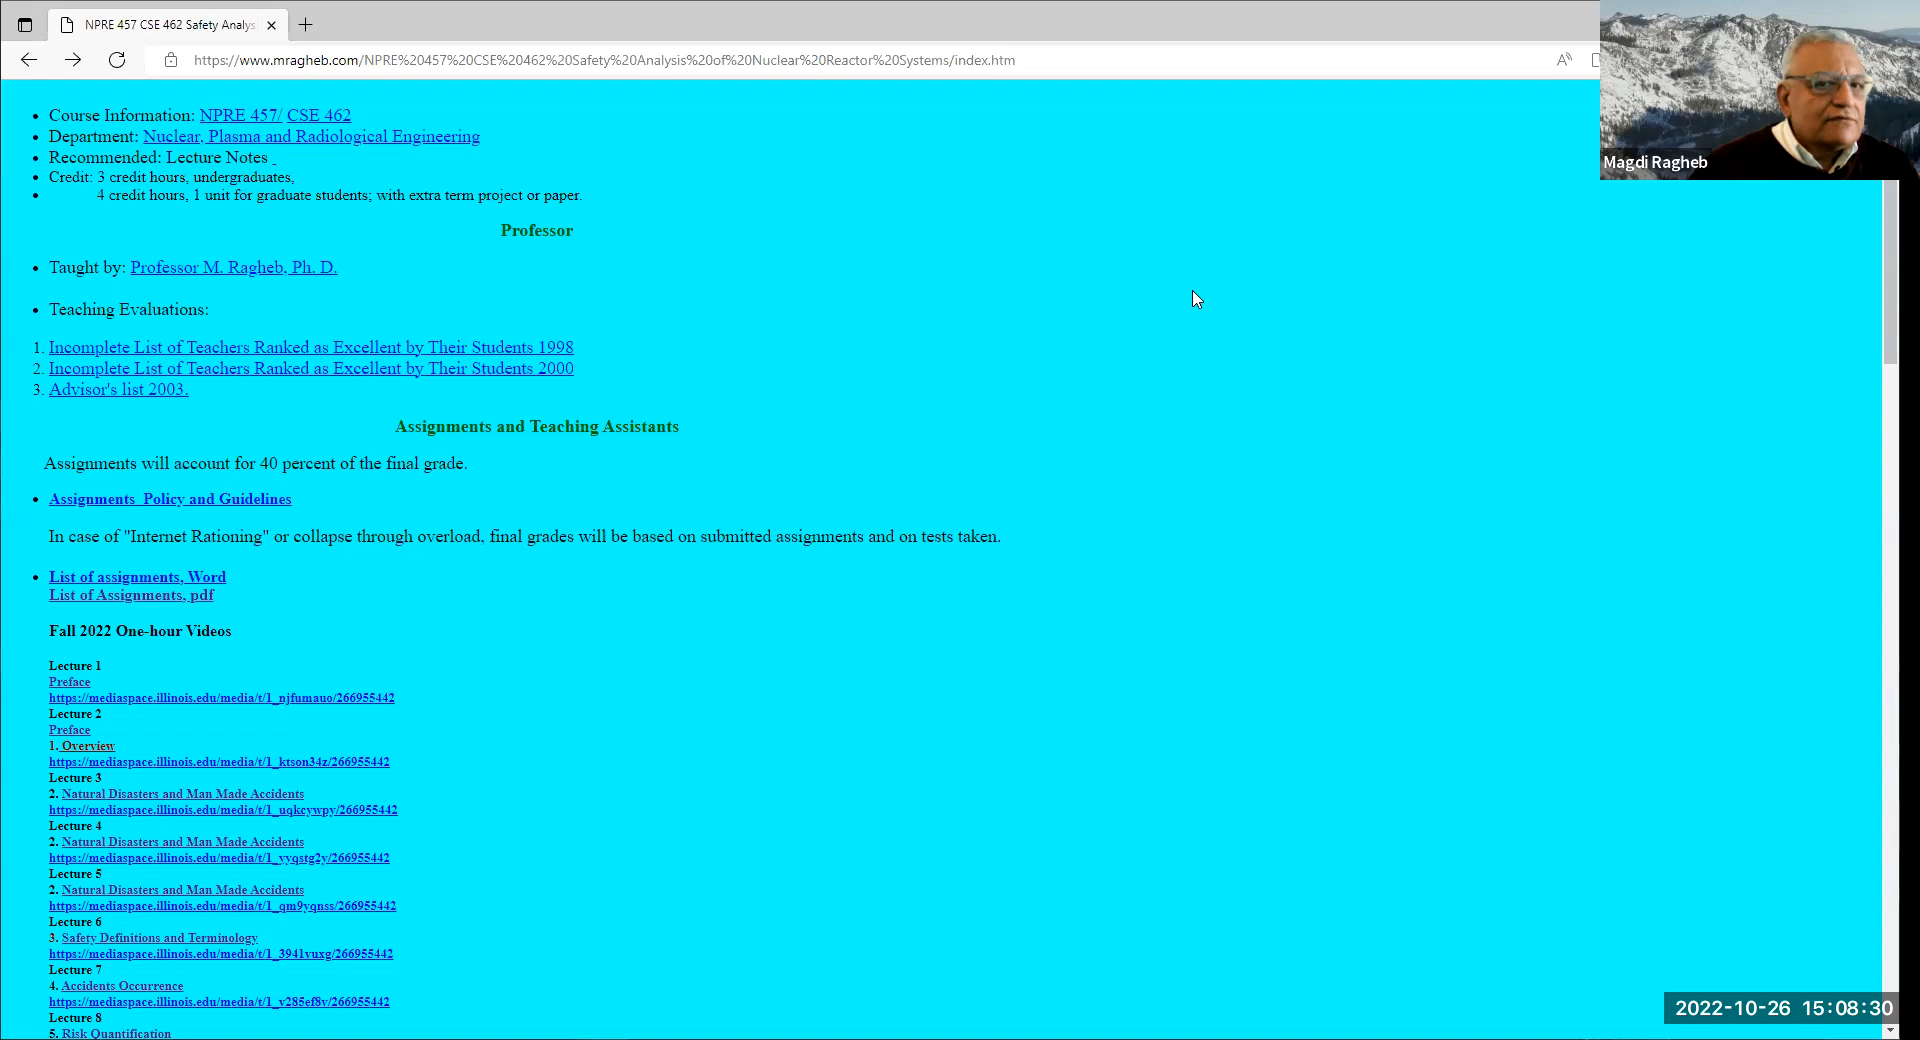 NPRE 457 CSE 462 Safety Analys
https://www.mragheb.com/NPRE%20457%20CSE%20462%20Safety%20Analysis%20of%20Nuclear%20Reactor%20Systems/index.htm
Magdi Ragheb
Course Information: NPRE 457/ CSE 462
Department: Nuclear, Plasma and Radiological Engineering
Recommended: Lecture Notes
Credit: 3 credit hours, undergraduates,
4 credit hours, 1 unit for graduate students; with extra term project or paper.
Professor
Taught by: Professor M. Ragheb, Ph. D.
Teaching Evaluations:
1. Incomplete List of Teachers Ranked as Excellent by Their Students 1998
2. Incomplete List of Teachers Ranked as Excellent by Their Students 2000
3. Advisor's list 2003.
Assignments and Teaching Assistants
Assignments will account for 40 percent of the final grade.
Assignments Policy and Guidelines
In case of "Internet Rationing" or collapse through overload, final grades will be based on submitted assignments and on tests taken.
List of assignments, Word
List of Assignments, pdf
Fall 2022 One-hour Videos
Lecture 1
Preface
https://mediaspace.illinois.edu/media/t/1_njfumauo/266955442
Lecture 2
Preface
1. Overview
https://mediaspace.illinois.edu/media/t/1_ktson34z/266955442
Lecture 3
2. Natural Disasters and Man Made Accidents
https://mediaspace.illinois.edu/media/t/1_uqkcywpy/266955442
Lecture 4
2. Natural Disasters and Man Made Accidents
https://mediaspace.illinois.edu/media/t/1_yyqstg2y/266955442
Lecture 5
2. Natural Disasters and Man Made Accidents
https://mediaspace.illinois.edu/media/t/1_qm9yqnss/266955442
Lecture 6
3. Safety Definitions and Terminology
https://mediaspace.illinois.edu/media/t/1_3941vuxg/266955442
Lecture 7
4. Accidents Occurrence
https://mediaspace.illinois.edu/media/t/1_v285ef8v/266955442
Lecture 8
5. Risk Quantification
2022-10-26 15:08:30